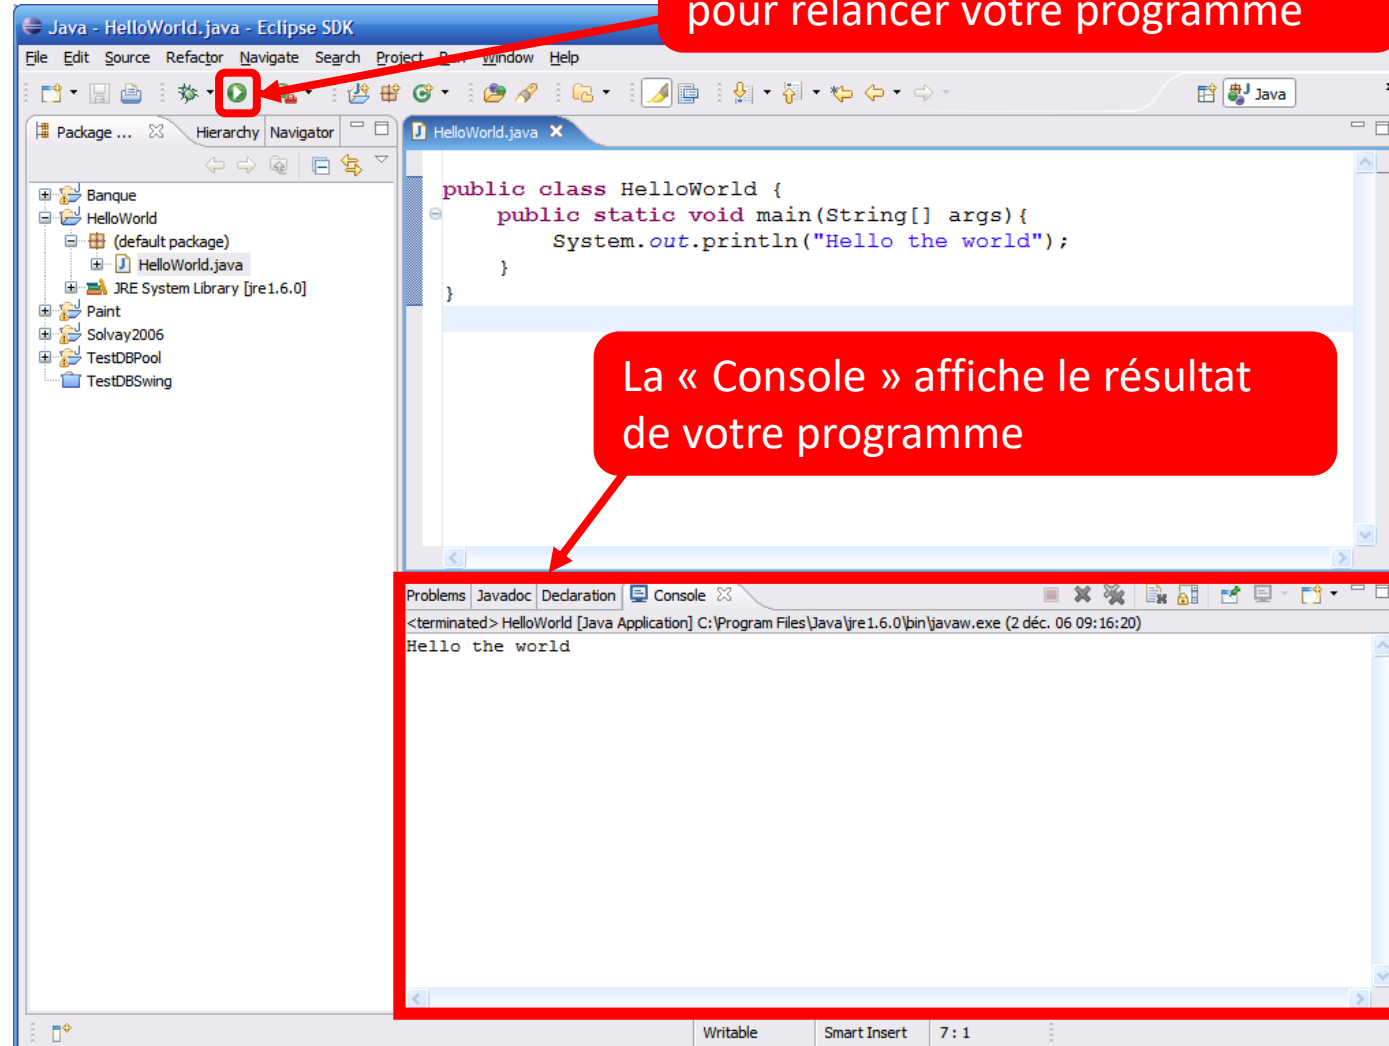 pour relancer votre programme
Java - HelloWorld.java - Eclipse SDK
File Edit Source Refactor Navigate Search Project Run Window Help
Java
Package ... Hierarchy Navigator
HelloWorld.java
Banque
HelloWorld
(default package)
HelloWorld.java
JRE System Library [jre1.6.0]
Paint
Solvay2006
TestDBPool
TestDBSwing
public class HelloWorld {
public static void main(String[] args){
System.out.println("Hello the world");
}
}
La « Console » affiche le résultat
de votre programme
Problems Javadoc Declaration Console
<terminated> HelloWorld [Java Application] C:\Program Files\Java\jre1.6.0\bin\javaw.exe (2 déc. 06 09:16:20)
Hello the world
Writable Smart Insert 7 : 1